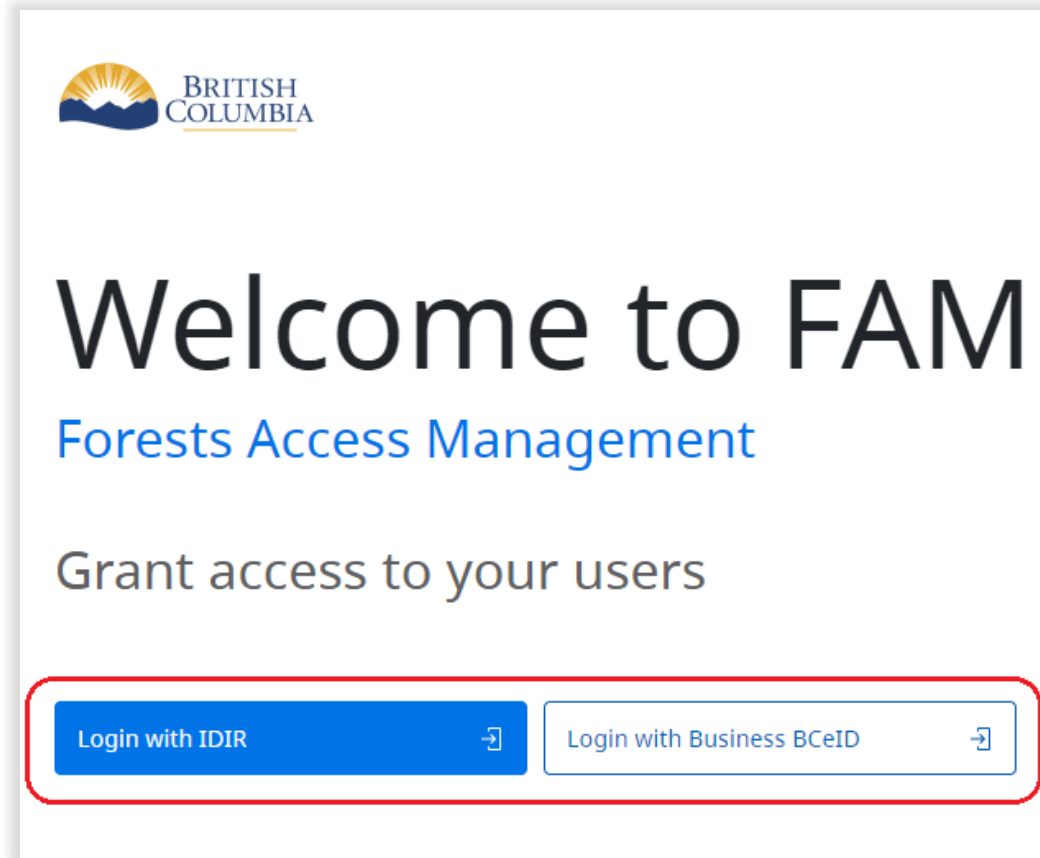 BRITISH
COLUMBIA
Welcome to FAM
Forests Access Management
Grant access to your users
Login with IDIR
Login with Business BCeID